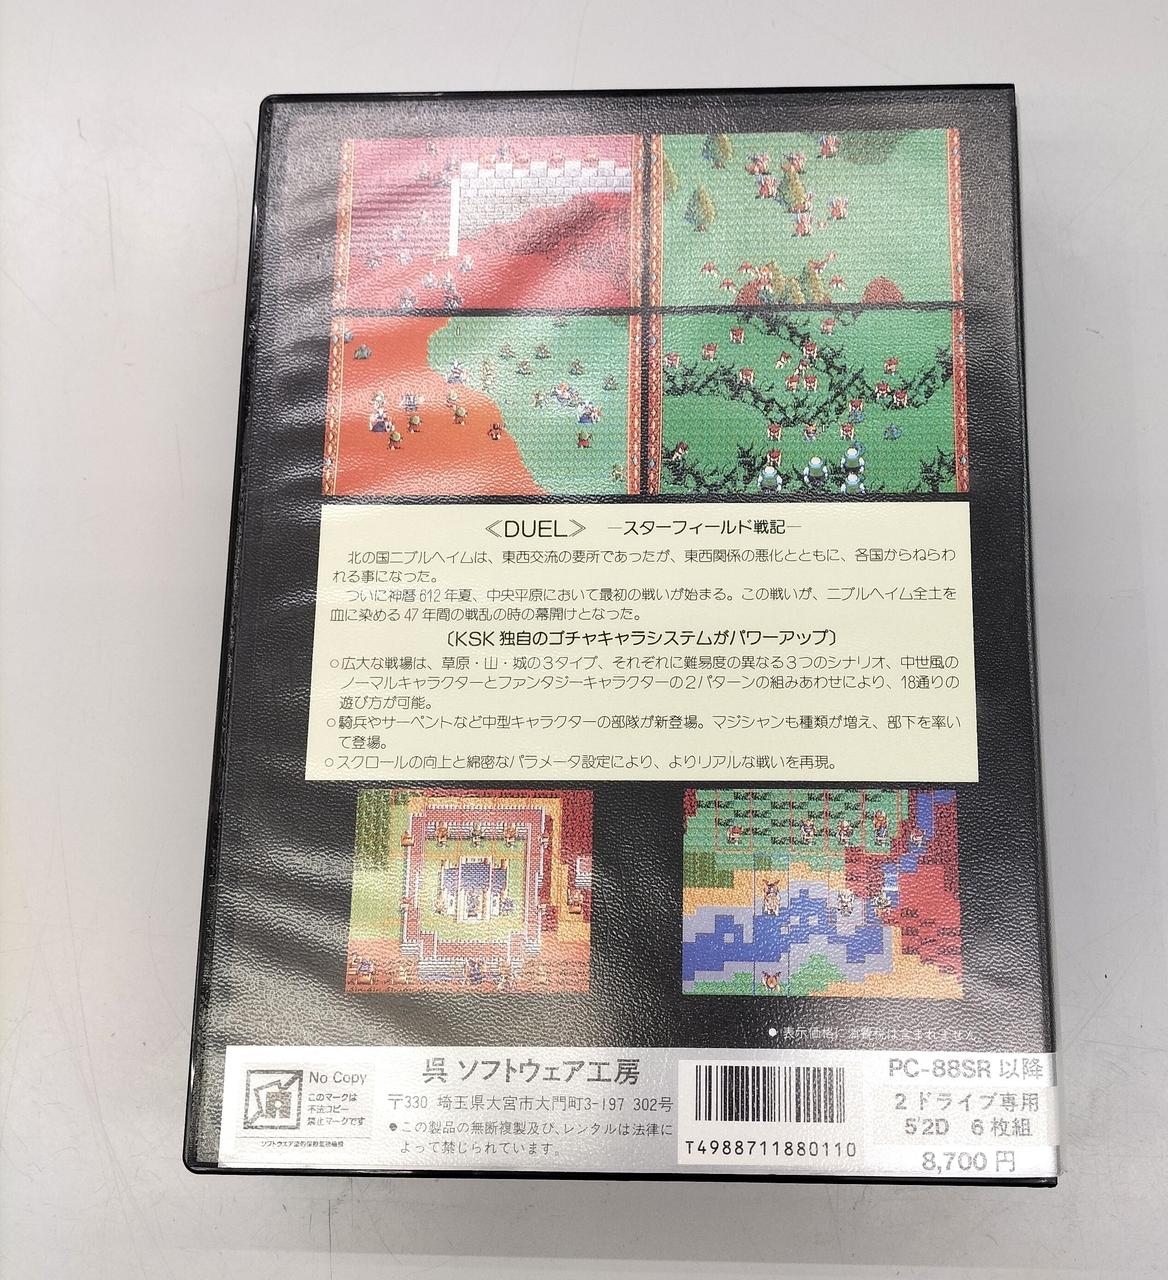 《DUEL》 ―スターフィールド戦記―
北の国ニブルヘイムは、東西交流の要所であったが、東西関係の悪化とともに、各国からねらわ
れる事になった。
ついに神暦612年夏、中央平原において最初の戦いが始まる。この戦いが、ニブルヘイム全土を
血に染める47年間の戦乱の時の幕開けとなった。
〔KSK独自のゴチャキャラシステムがパワーアップ〕
○広大な戦場は、草原・山・城の3タイプ、それぞれに難易度の異なる3つのシナリオ、中世風の
ノーマルキャラクターとファンタジーキャラクターの2パターンの組みあわせにより、18通りの
遊び方が可能。
○騎兵やサーペントなど中型キャラクターの部隊が新登場。マジシャンも種類が増え、部下を率い
て登場。
○スクロールの向上と綿密なパラメータ設定により、よりリアルな戦いを再現。
●表示価格に消費税は含まれません。
No Copy
このマークは
不法コピー
禁止マークです
呉 ソフトウェア工房
〒330 埼玉県大宮市大門町3-197 302号
●この製品の無断複製及び、レンタルは法律に
よって禁じられています。
T4988711880110
PC-88SR以降
2ドライブ専用
5"2D 6枚組
8,700円